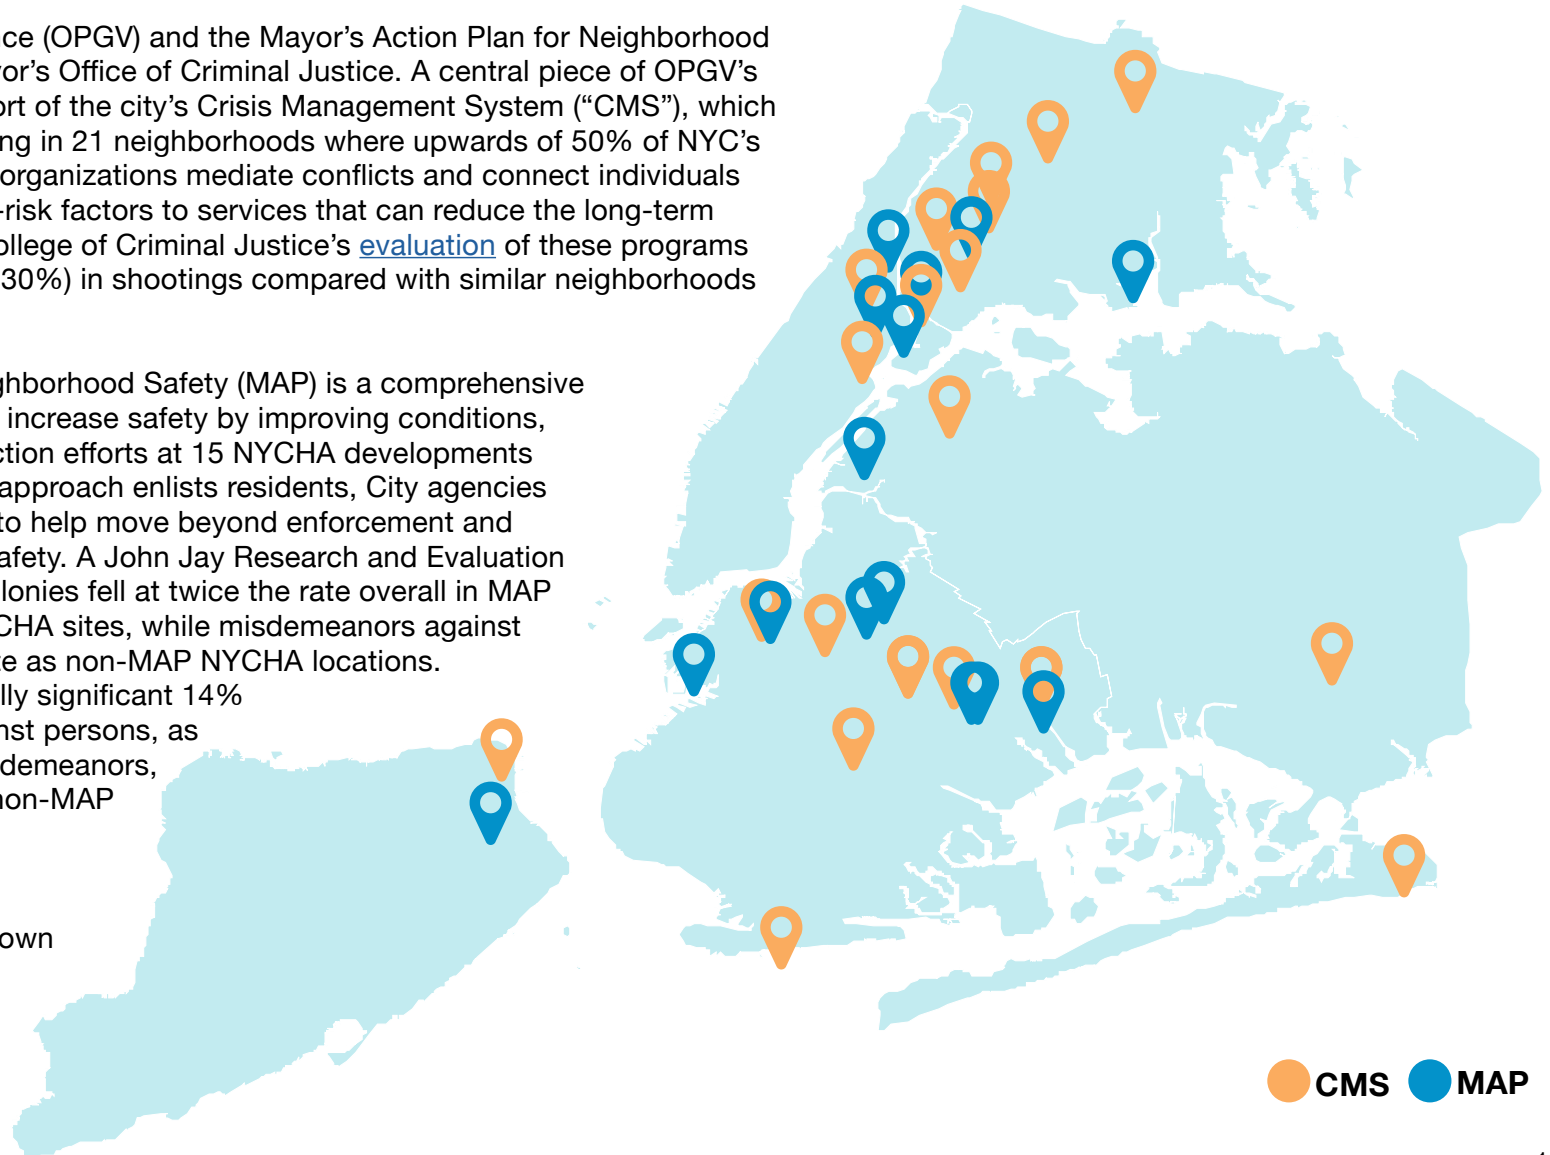 ce (OPGV) and the Mayor’s Action Plan for Neighborhood
or’s Office of Criminal Justice. A central piece of OPGV’s
ort of the city’s Crisis Management System (“CMS”), which
ng in 21 neighborhoods where upwards of 50% of NYC’s
organizations mediate conflicts and connect individuals
-risk factors to services that can reduce the long-term
ollege of Criminal Justice’s evaluation of these programs
30%) in shootings compared with similar neighborhoods
ghborhood Safety (MAP) is a comprehensive
increase safety by improving conditions,
ction efforts at 15 NYCHA developments
approach enlists residents, City agencies
to help move beyond enforcement and
afety. A John Jay Research and Evaluation
lonies fell at twice the rate overall in MAP
CHA sites, while misdemeanors against
te as non-MAP NYCHA locations.
lly significant 14%
nst persons, as
demeanors,
non-MAP
own
CMS MAP